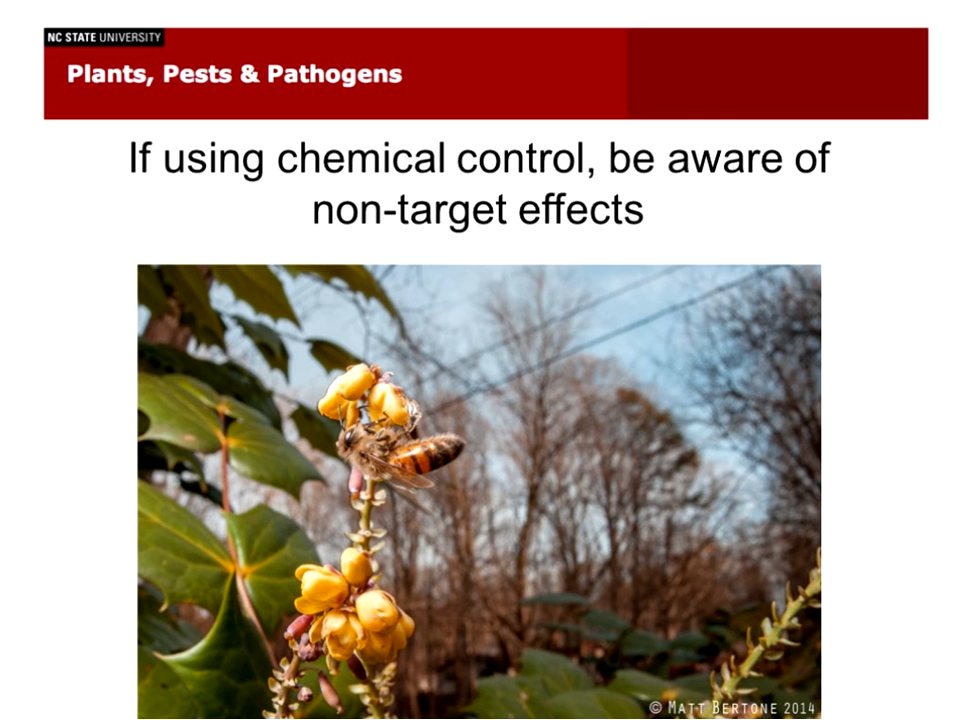 NC STATE UNIVERSITY
Plants, Pests & Pathogens
If using chemical control, be aware of
non-target effects
© MATT BERTONE 2014